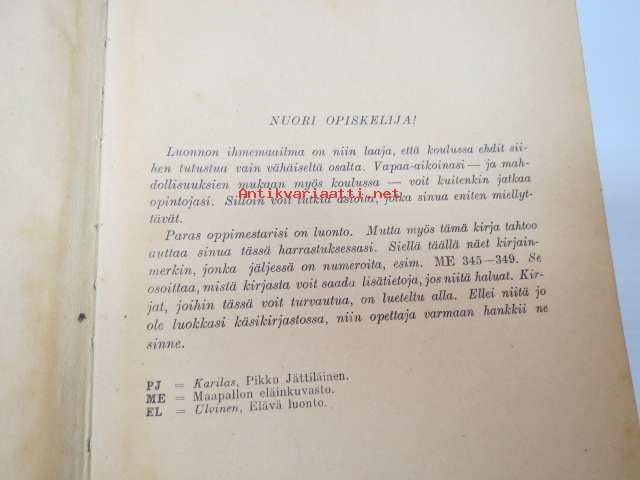 NUORI OPISKELIJA!
Luonnon ihmemaailma on niin laaja, että koulussa ehdit sii-
hen tutustua vain vähäiseltä osalta. Vapaa-aikoinasi — ja mah-
dollisuuksien mukaan myös koulussa — voit kuitenkin jatkaa
Antikvariaatti.net
opintojasi. Silloin voit tutkia astoitta, joka sinua eniten miellyt-
tävät.
Paras oppimestarisi on luonto. Mutta myös tämä kirja tahtoo
auttaa sinua tässä harrastuksessasi. Siellä täällä näet kirjain-
merkin, jonka jäljessä on numeroita, esim. ME 345—349. Se
osoittaa, mistä kirjasta voit saada lisätietoja, jos niitä haluat. Kir-
jat, joihin tässä voit turvautua, on lueteltu alla. Ellei niitä jo
ole luokkasi käsikirjastossa, niin opettaja varmaan hankkii ne
sinne.
PJ = Karilas, Pikku Jättiläinen.
ME = Maapallon eläinkuvasto.
EL = Ulvinen, Elävä luonto.